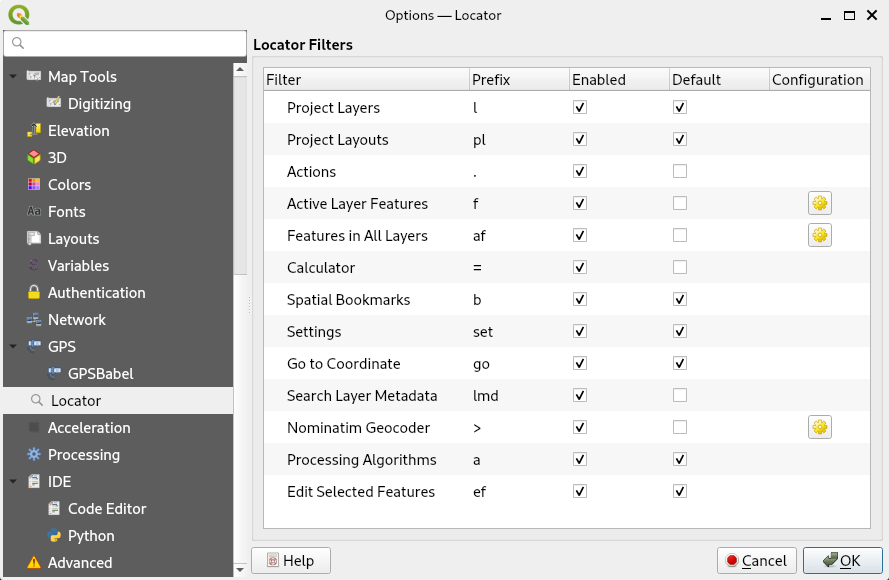 Options — Locator
Map Tools
Digitizing
Elevation
3D
Colors
Fonts
Layouts
Variables
Authentication
Network
GPS
GPSBabel
Locator
Acceleration
Processing
IDE
Code Editor
Python
Advanced
Locator Filters
Filter Prefix Enabled Default Configuration
Project Layers l
Project Layouts pl
Actions .
Active Layer Features f
Features in All Layers af
Calculator =
Spatial Bookmarks b
Settings set
Go to Coordinate go
Search Layer Metadata lmd
Nominatim Geocoder >
Processing Algorithms a
Edit Selected Features ef
Help Cancel OK